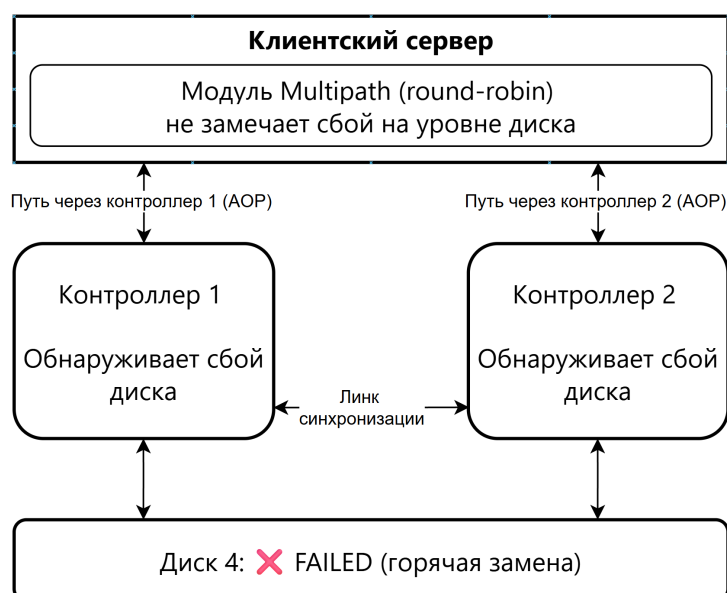 Клиентский сервер
Модуль Multipath (round-robin)
не замечает сбой на уровне диска
Путь через контроллер 1 (AOP)
Путь через контроллер 2 (AOP)
Контроллер 1
Обнаруживает сбой
диска
Контроллер 2
Обнаруживает сбой
диска
Линк
синхронизации
Диск 4: ❌ FAILED (горячая замена)